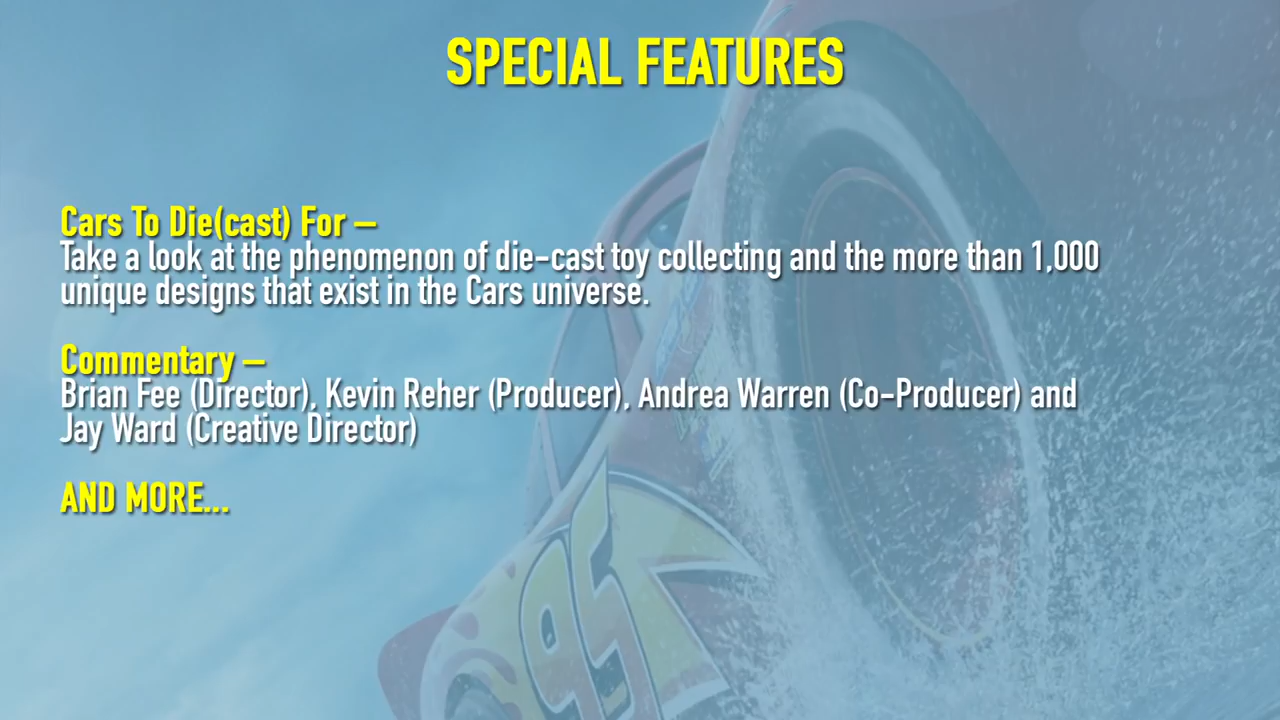 SPECIAL FEATURES
Cars To Die(cast) For –
Take a look at the phenomenon of die-cast toy collecting and the more than 1,000
unique designs that exist in the Cars universe.
Commentary –
Brian Fee (Director), Kevin Reher (Producer), Andrea Warren (Co-Producer) and
Jay Ward (Creative Director)
AND MORE...
95